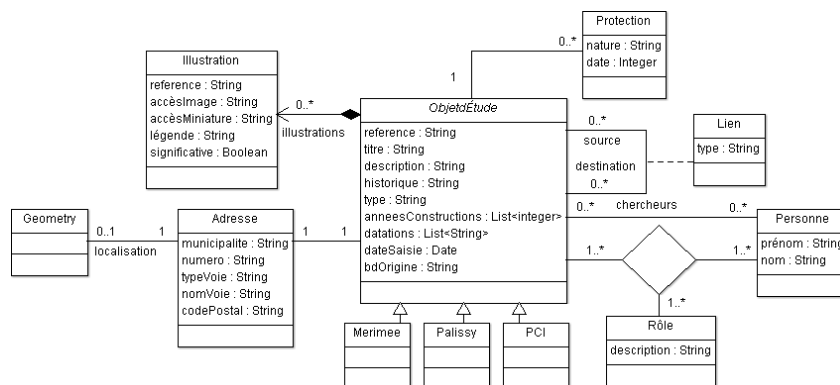 Protection
nature : String
date : Integer
0..*
1
Illustration
reference : String
accèsImage : String
accèsMiniature : String
légende : String
significative : Boolean
0..*
illustrations
ObjetdÉtude
reference : String
titre : String
description : String
historique : String
type : String
anneesConstructions : List<integer>
datations : List<String>
dateSaisie : Date
bdOrigine : String
0..*
source
destination
0..*
Lien
type : String
0..*
chercheurs
0..*
Personne
prénom : String
nom : String
1..*
1..*
1..*
Rôle
description : String
Geometry
0..1
1
localisation
Adresse
municipalite : String
numero : String
typeVoie : String
nomVoie : String
codePostal : String
1
1
Merimee
Palissy
PCI